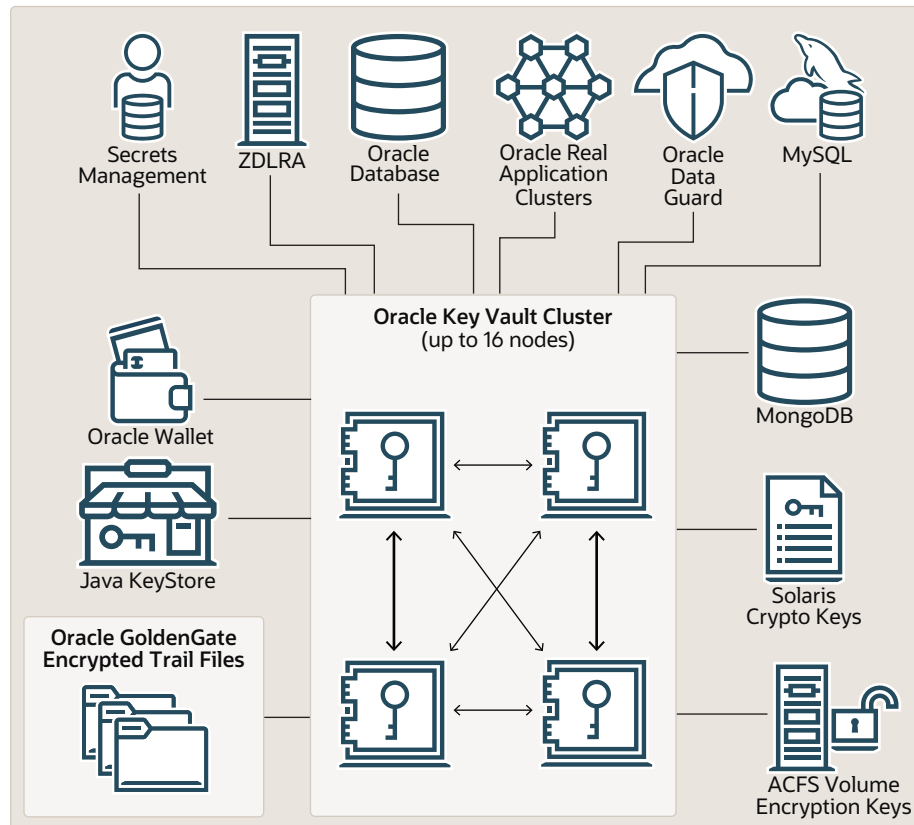 Secrets
Management
ZDLRA
Oracle
Database
Oracle Real
Application
Clusters
Oracle
Data
Guard
MySQL
Oracle Key Vault Cluster
(up to 16 nodes)
Oracle Wallet
Java KeyStore
Oracle GoldenGate
Encrypted Trail Files
MongoDB
Solaris
Crypto Keys
ACFS Volume
Encryption Keys